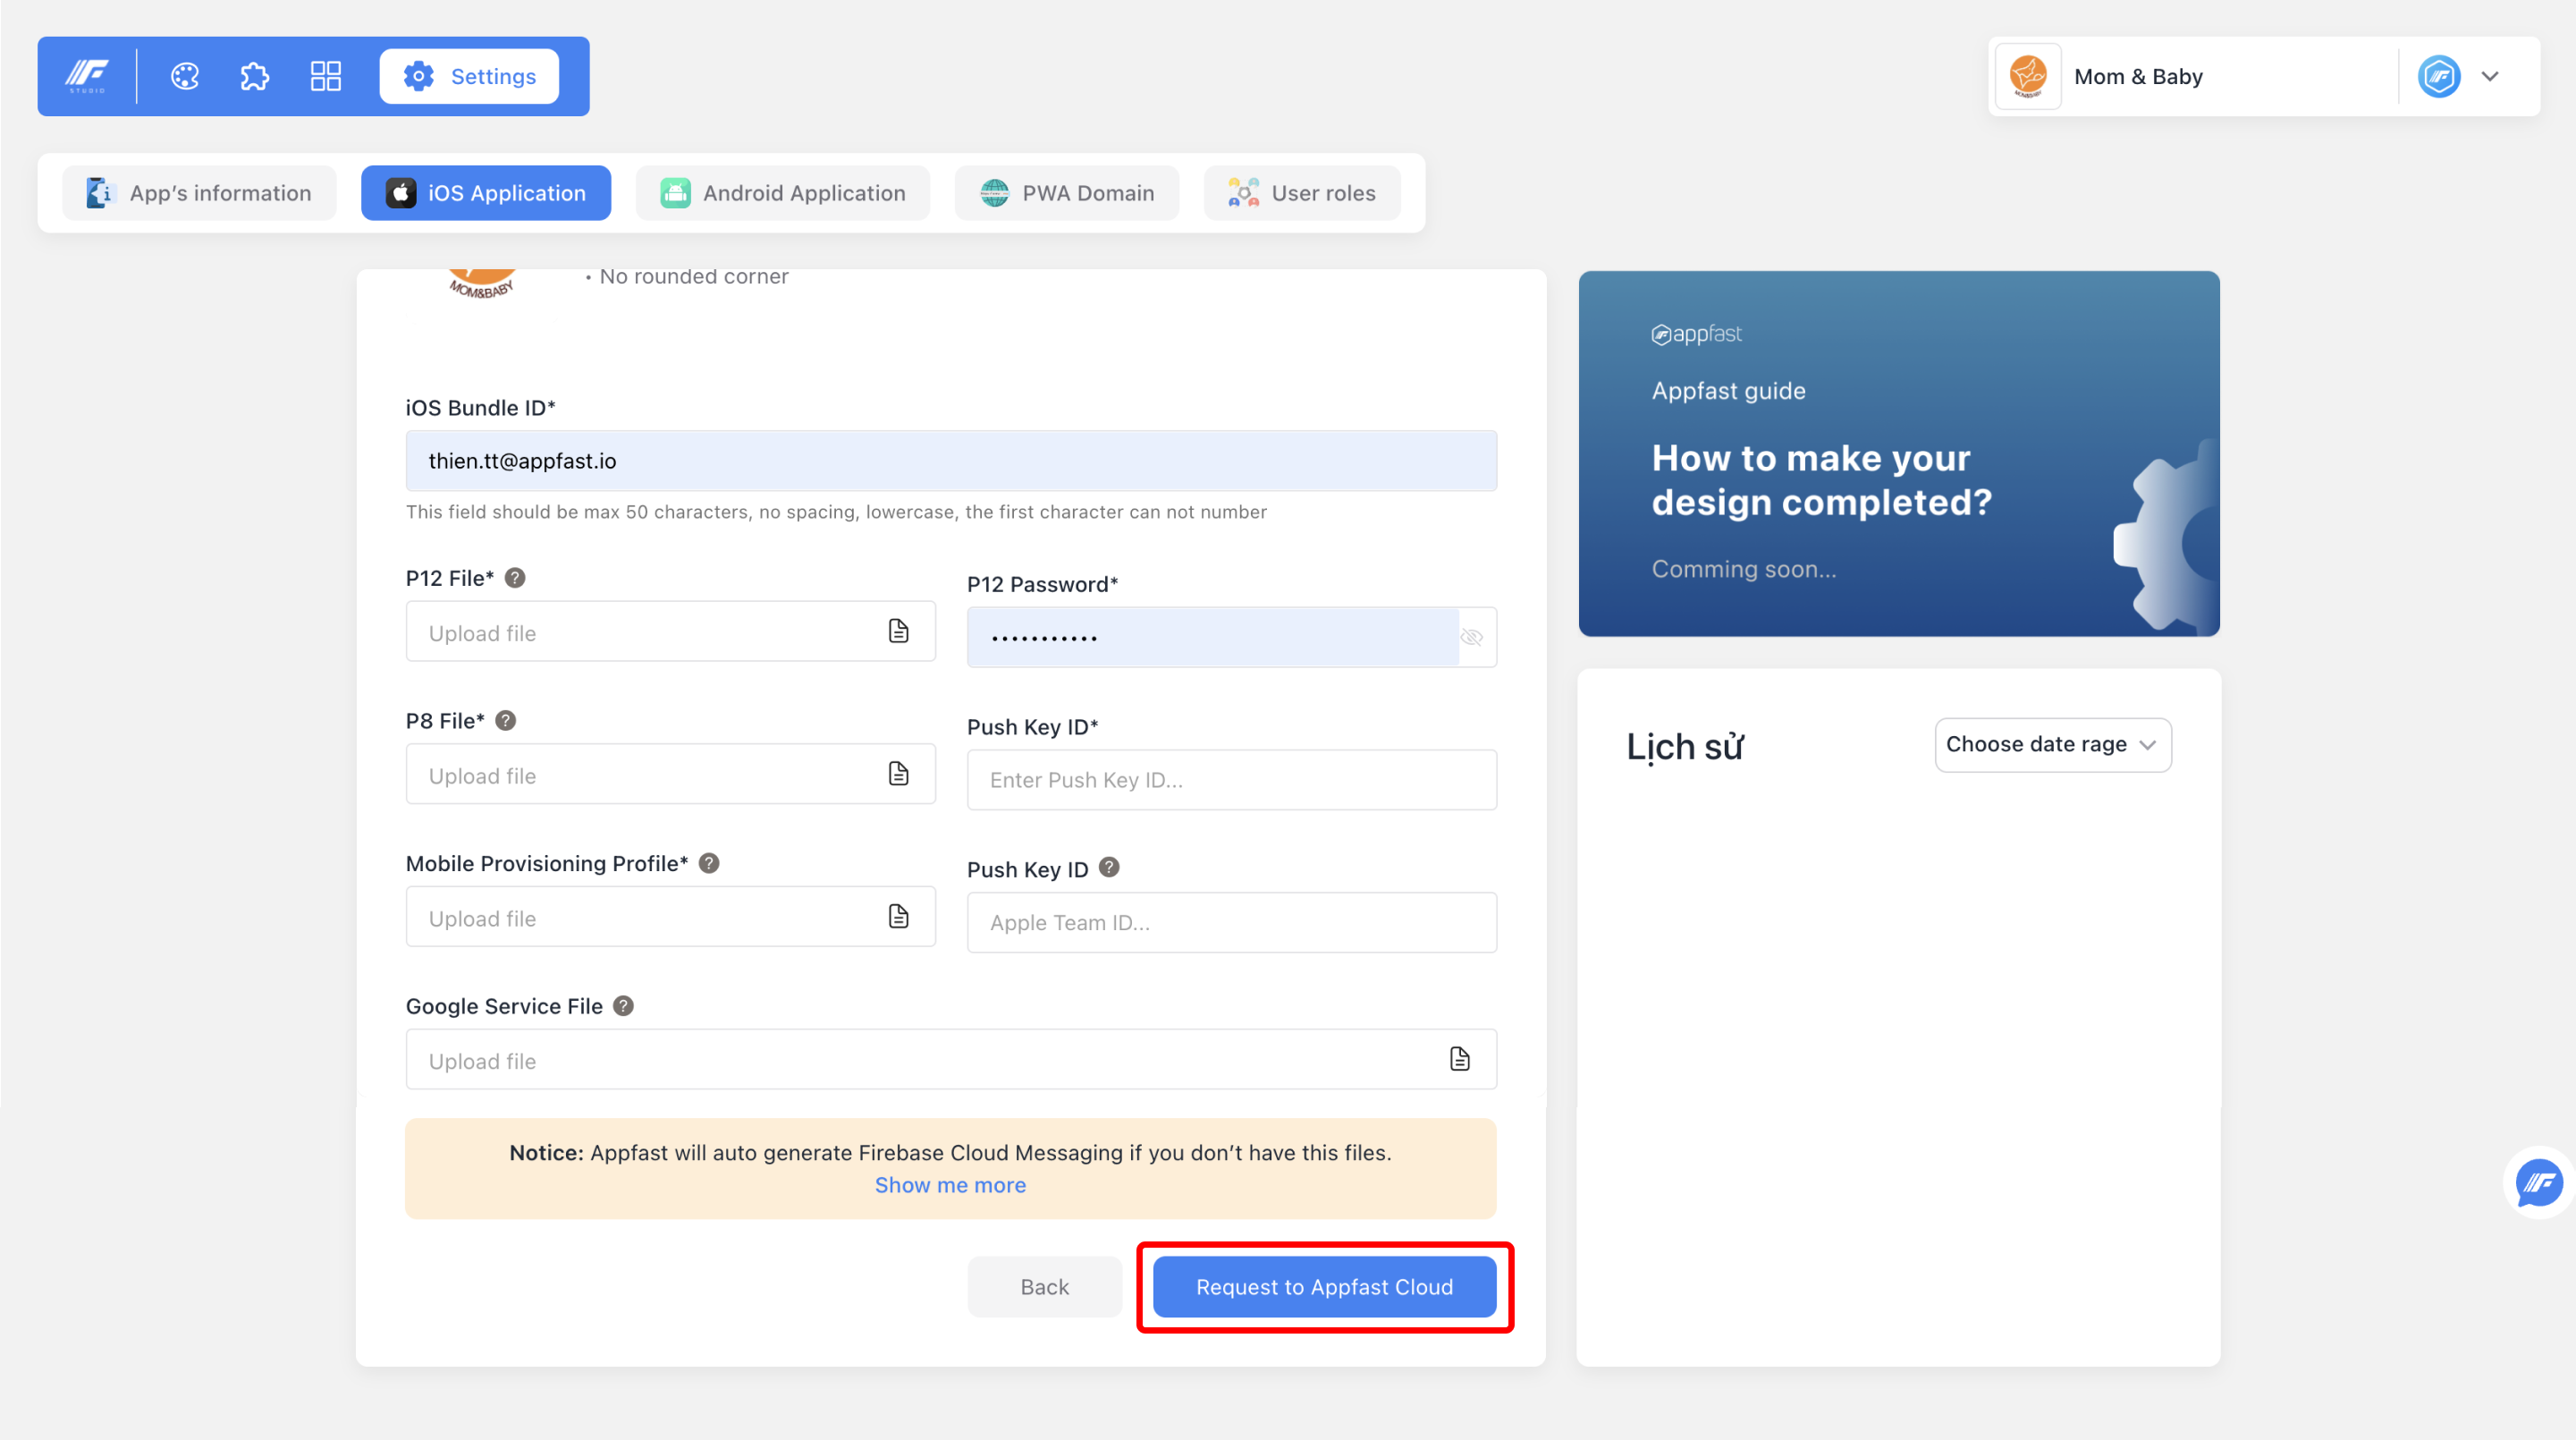 STUDIO
Settings
Mom & Baby
App’s information
iOS Application
Android Application
PWA Domain
User roles
MOM&BABY
• No rounded corner
iOS Bundle ID*
thien.tt@appfast.io
This field should be max 50 characters, no spacing, lowercase, the first character can not number
P12 File*
Upload file
P12 Password*
•••••••••••
P8 File*
Upload file
Push Key ID*
Enter Push Key ID...
Mobile Provisioning Profile*
Upload file
Push Key ID
Apple Team ID...
Google Service File
Upload file
Notice: Appfast will auto generate Firebase Cloud Messaging if you don’t have this files.
Show me more
Back
Request to Appfast Cloud
appfast
Appfast guide
How to make your
design completed?
Comming soon...
Lịch sử
Choose date rage